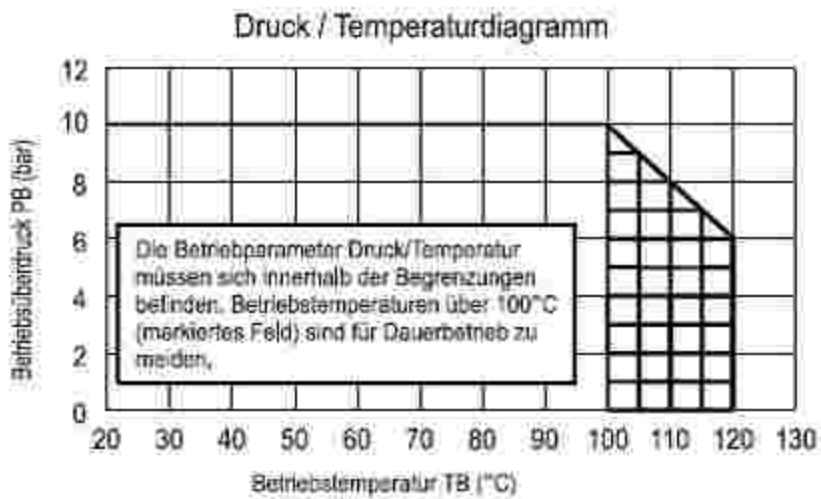 Druck / Temperaturdiagramm
12
10
8
6
4
2
0
Betriebsüberdruck PB (bar)
Die Betriebparameter Druck/Temperatur
müssen sich innerhalb der Begrenzungen
befinden. Betriebstemperaturen über 100°C
(markiertes Feld) sind für Dauerbetrieb zu
meiden.
20 30 40 50 60 70 80 90 100 110 120 130
Betriebstemperatur TB (°C)